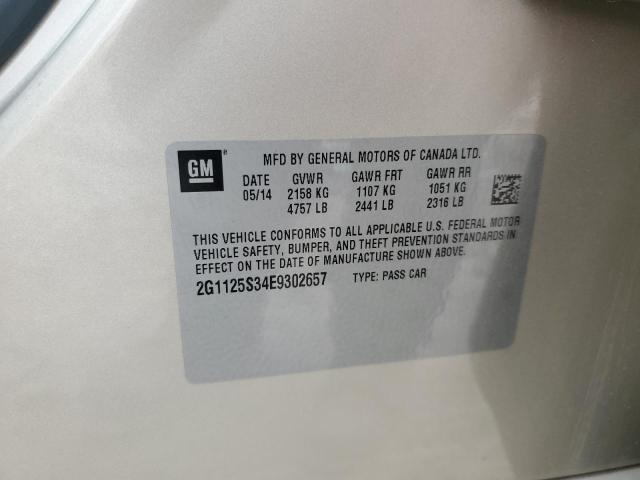 GM ® MFD BY GENERAL MOTORS OF CANADA LTD.
DATE GVWR GAWR FRT GAWR RR
05/14 2158 KG 1107 KG 1051 KG
4757 LB 2441 LB 2316 LB
THIS VEHICLE CONFORMS TO ALL APPLICABLE U.S. FEDERAL MOTOR
VEHICLE SAFETY, BUMPER, AND THEFT PREVENTION STANDARDS IN
EFFECT ON THE DATE OF MANUFACTURE SHOWN ABOVE.
2G1125S34E9302657 TYPE: PASS CAR